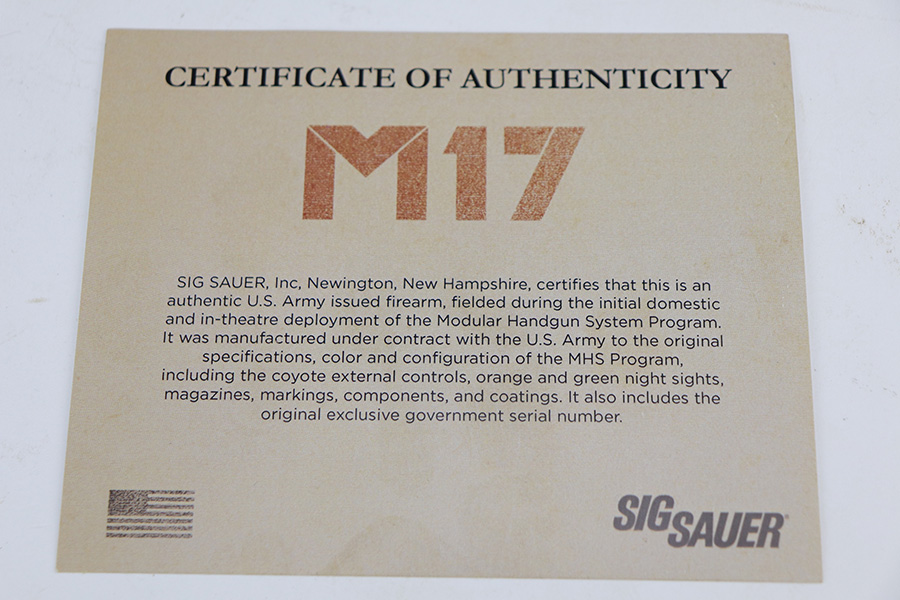 CERTIFICATE OF AUTHENTICITY
M17
SIG SAUER, Inc, Newington, New Hampshire, certifies that this is an
authentic U.S. Army issued firearm, fielded during the initial domestic
and in-theatre deployment of the Modular Handgun System Program.
It was manufactured under contract with the U.S. Army to the original
specifications, color and configuration of the MHS Program,
including the coyote external controls, orange and green night sights,
magazines, markings, components, and coatings. It also includes the
original exclusive government serial number.
SIG SAUER